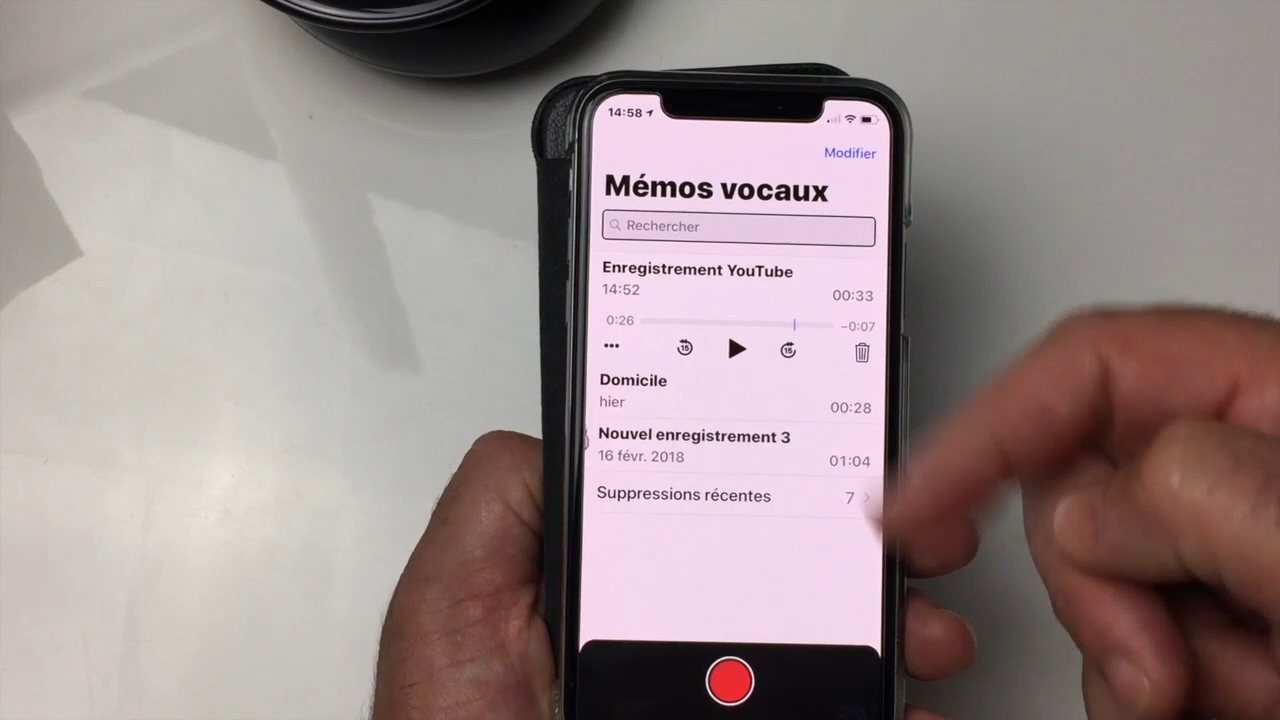 14:58
Modifier
Mémos vocaux
Rechercher
Enregistrement YouTube
14:52 00:33
0:26 −0:07
15 15
Domicile
hier 00:28
Nouvel enregistrement 3
16 févr. 2018 01:04
Suppressions récentes 7